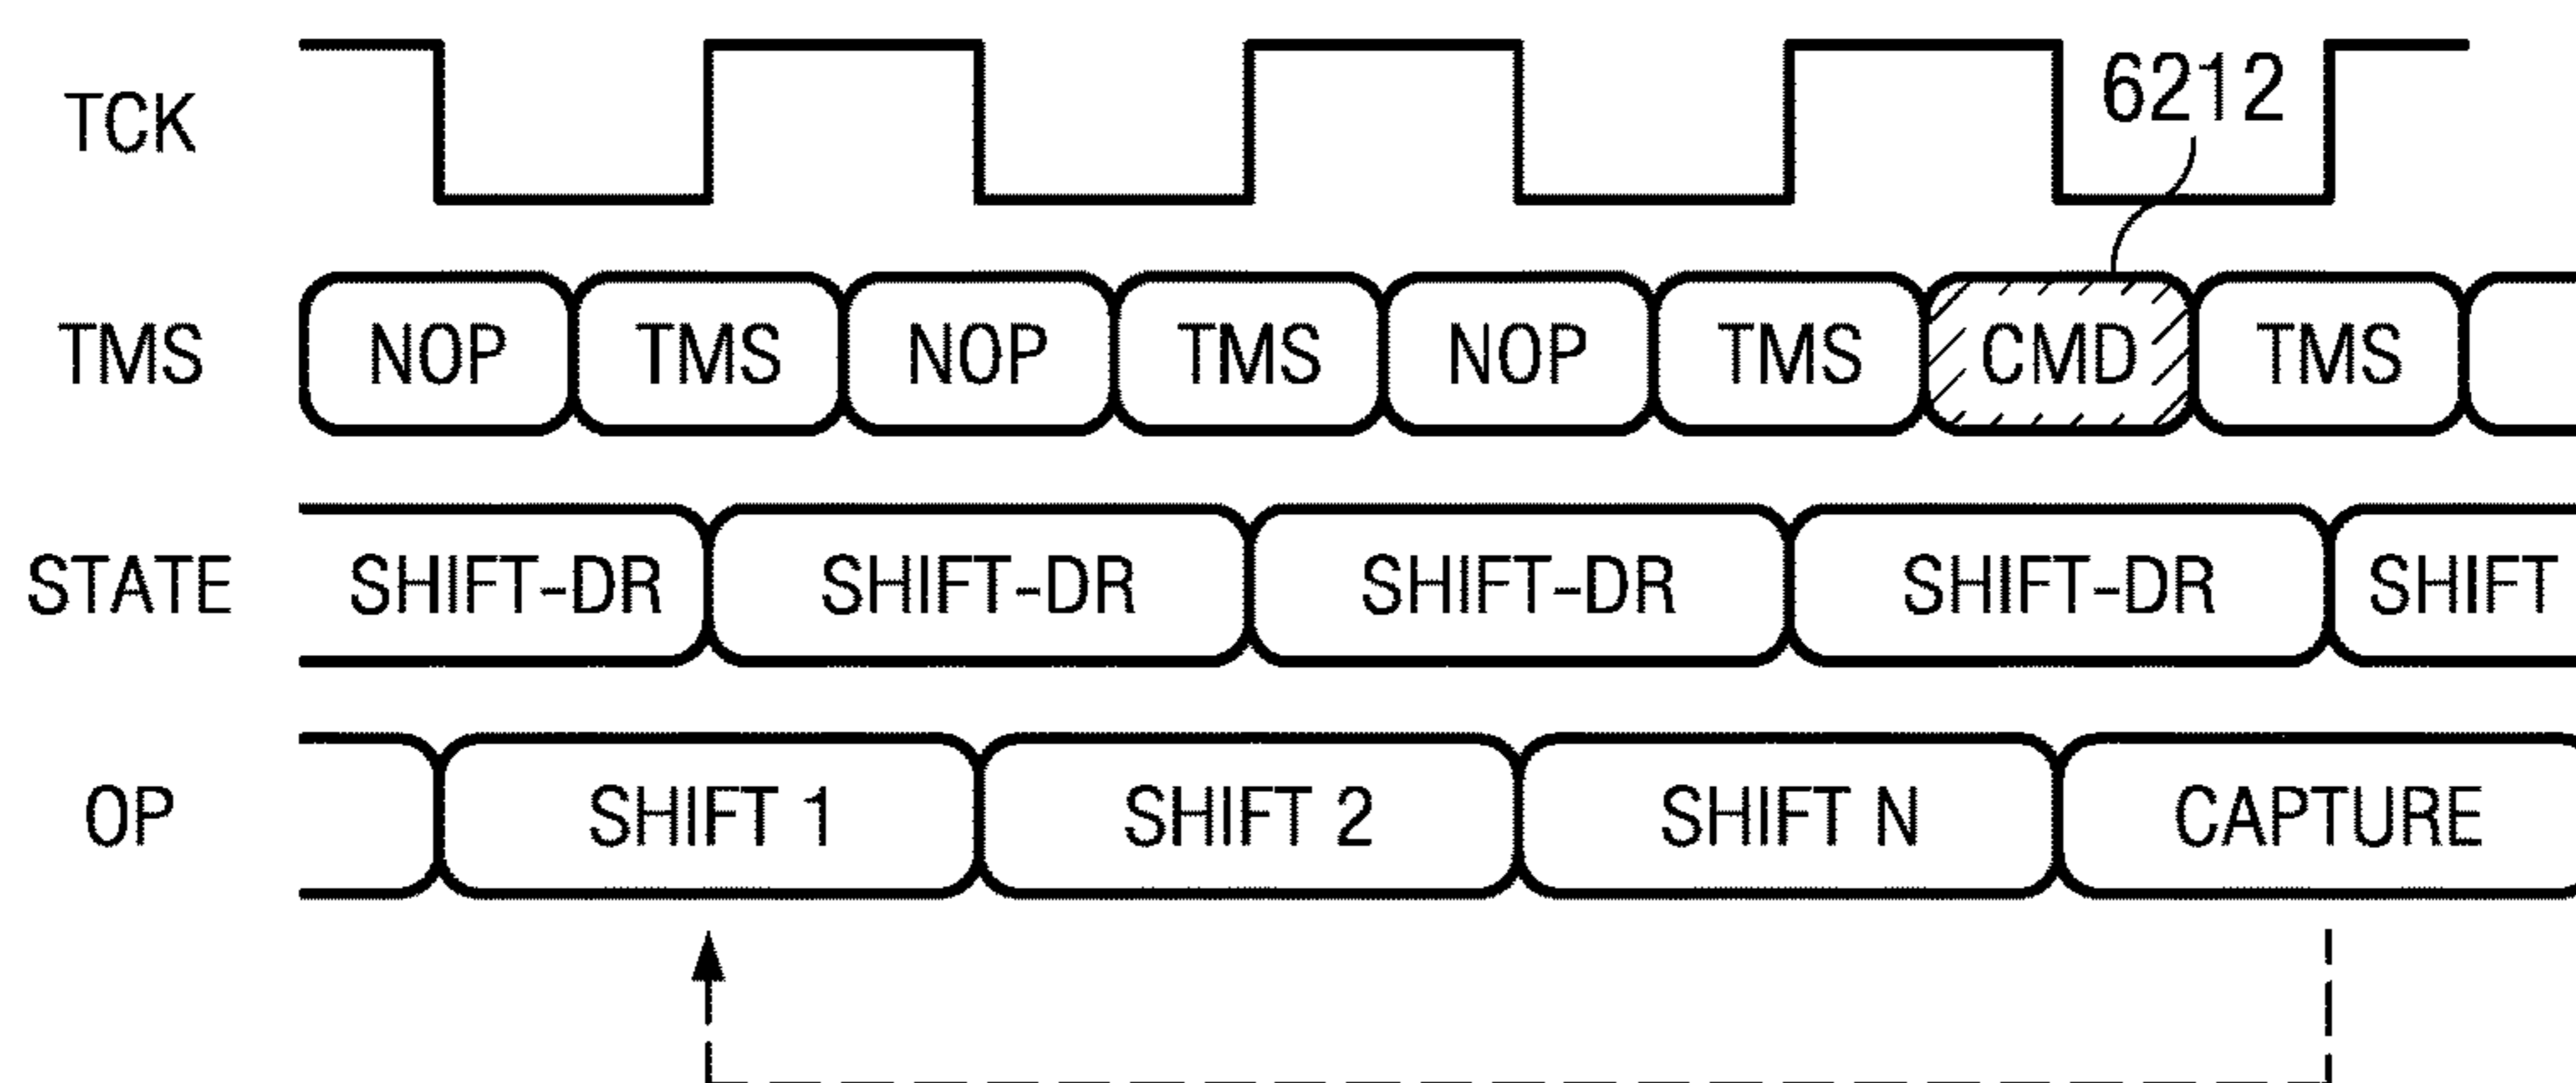 TCK 6212
TMS NOP TMS NOP TMS NOP TMS CMD TMS
STATE SHIFT-DR SHIFT-DR SHIFT-DR SHIFT-DR SHIFT
OP SHIFT 1 SHIFT 2 SHIFT N CAPTURE